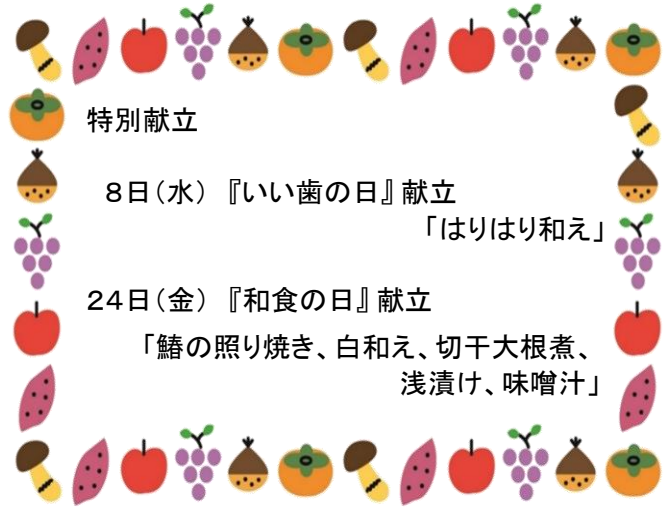 特別献立
８日（水）『いい歯の日』献立
「はりはり和え」
２４日（金）『和食の日』献立
「鰆の照り焼き、白和え、切干大根煮、
浅漬け、味噌汁」